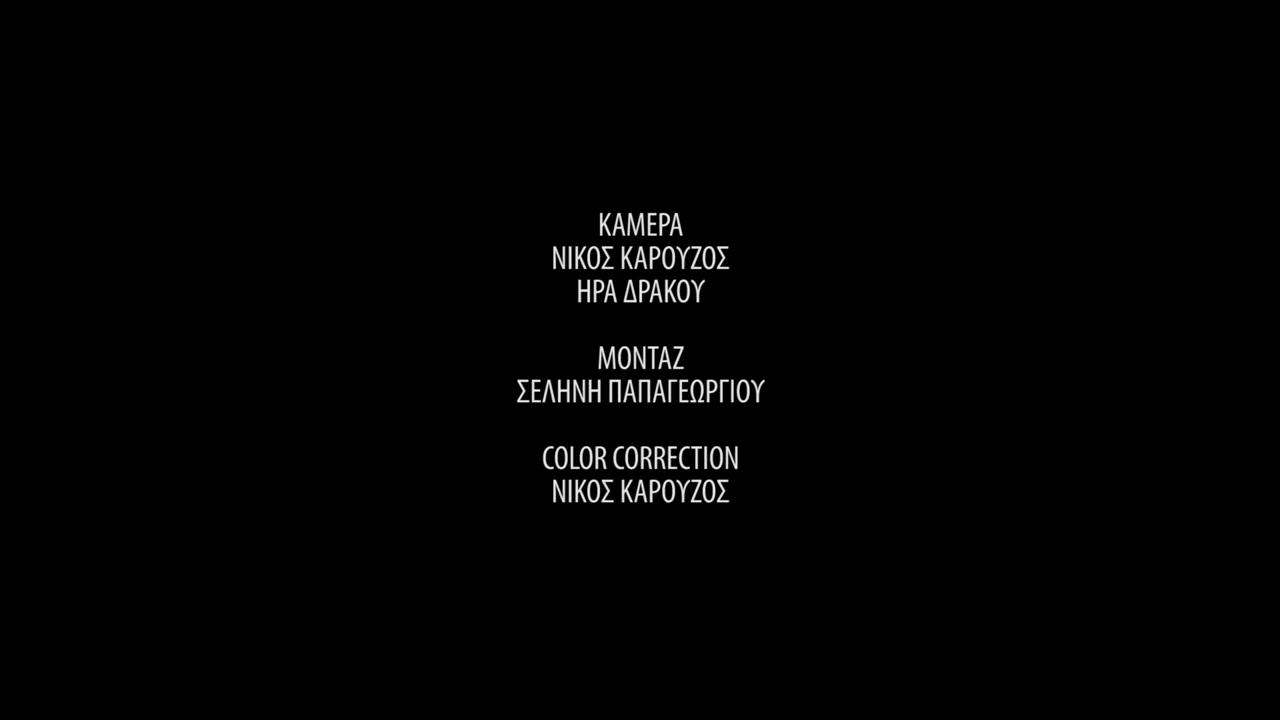 ΚΑΜΕΡΑ
ΝΙΚΟΣ ΚΑΡΟΥΖΟΣ
ΗΡΑ ΔΡΑΚΟΥ
ΜΟΝΤΑΖ
ΣΕΛΗΝΗ ΠΑΠΑΓΕΩΡΓΙΟΥ
COLOR CORRECTION
ΝΙΚΟΣ ΚΑΡΟΥΖΟΣ